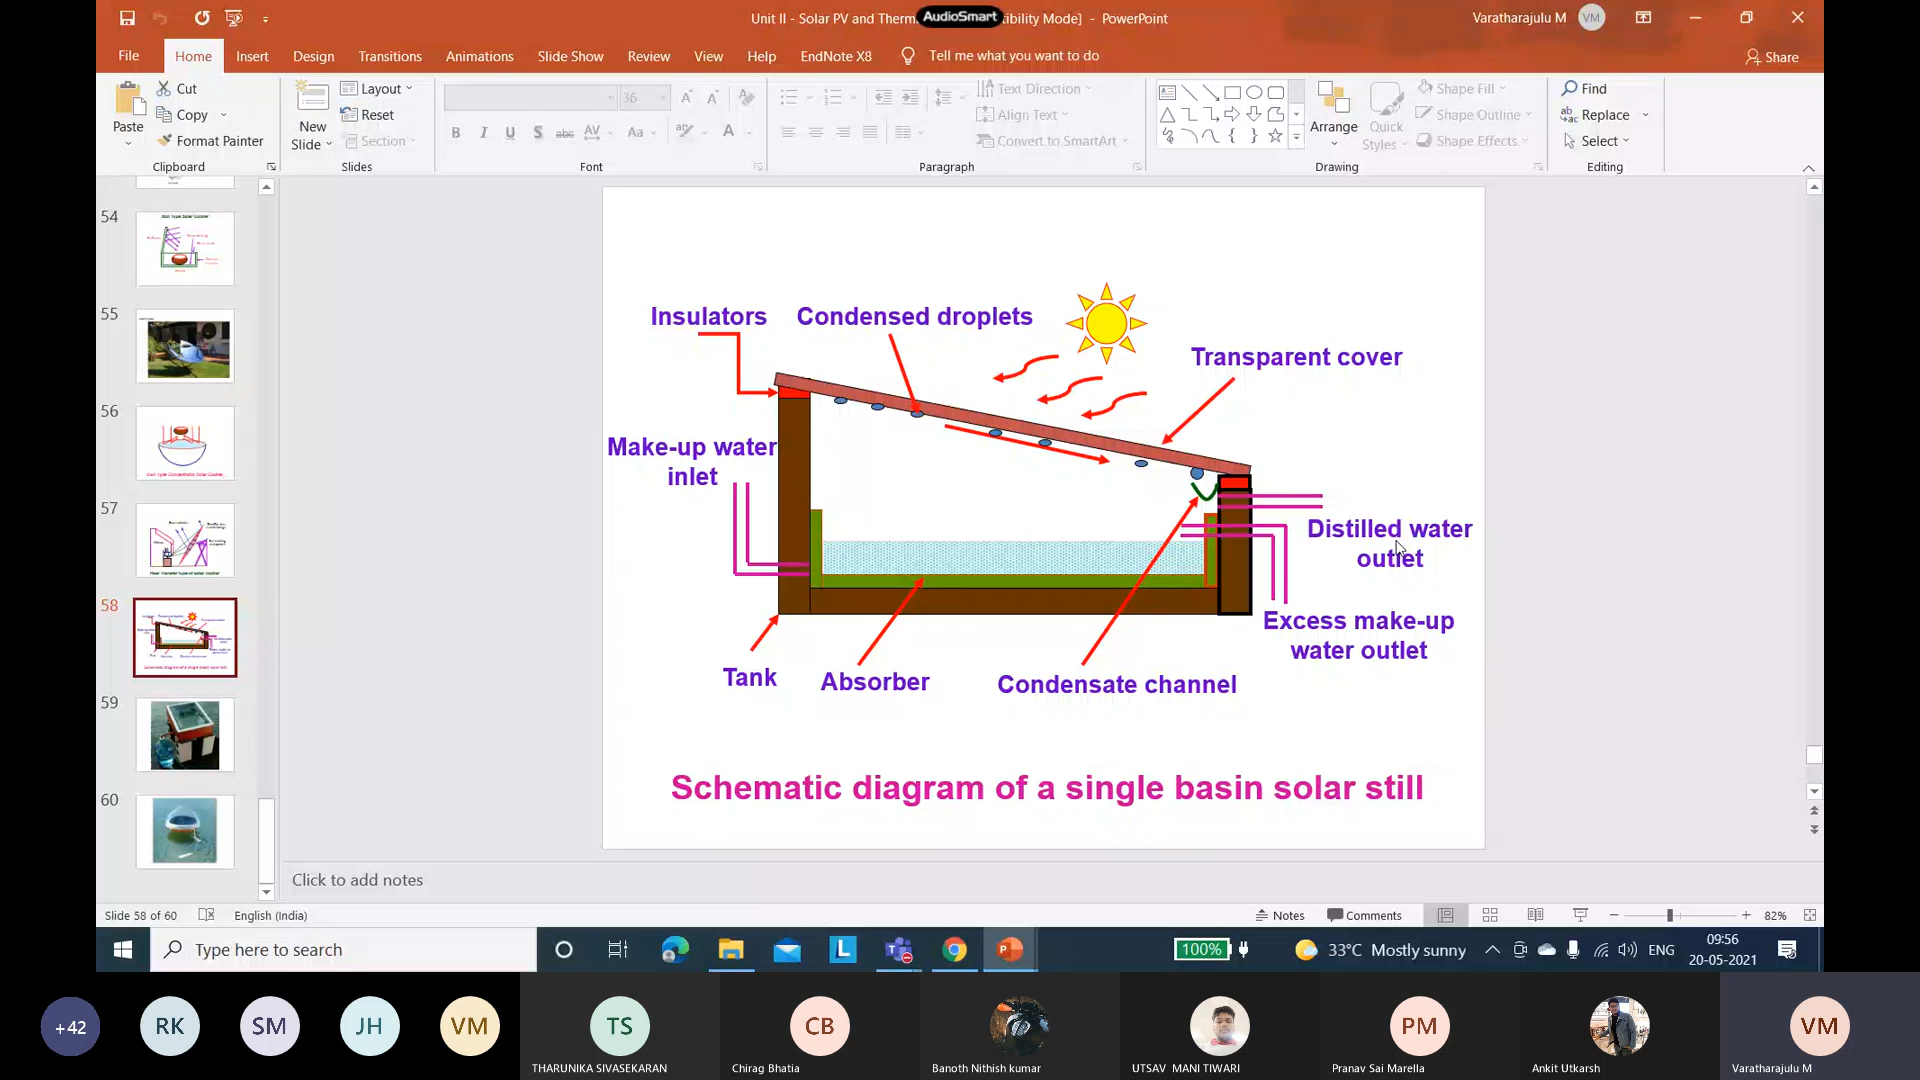 Unit II - Solar PV and Therm
AudioSmart
tibility Mode] - PowerPoint
Varatharajulu M
VM
File
Home
Insert
Design
Transitions
Animations
Slide Show
Review
View
Help
EndNote X8
Tell me what you want to do
Share
Paste
Cut
Copy
Format Painter
Clipboard
New
Slide
Layout
Reset
Section
Slides
36
B I U S abc AV Aa A
Font
Text Direction
Align Text
Convert to SmartArt
Paragraph
Arrange
Quick
Styles
Shape Fill
Shape Outline
Shape Effects
Drawing
Find
Replace
Select
Editing
54
55
56
57
58
59
60
Insulators
Condensed droplets
Transparent cover
Make-up water
inlet
Distilled water
outlet
Excess make-up
water outlet
Tank
Absorber
Condensate channel
Schematic diagram of a single basin solar still
Click to add notes
Slide 58 of 60
English (India)
Notes
Comments
82%
Type here to search
100%
33°C Mostly sunny
ENG
09:56
20-05-2021
+42
RK
SM
JH
VM
TS
THARUNIKA SIVASEKARAN
CB
Chirag Bhatia
Banoth Nithish kumar
UTSAV MANI TIWARI
PM
Pranav Sai Marella
Ankit Utkarsh
VM
Varatharajulu M